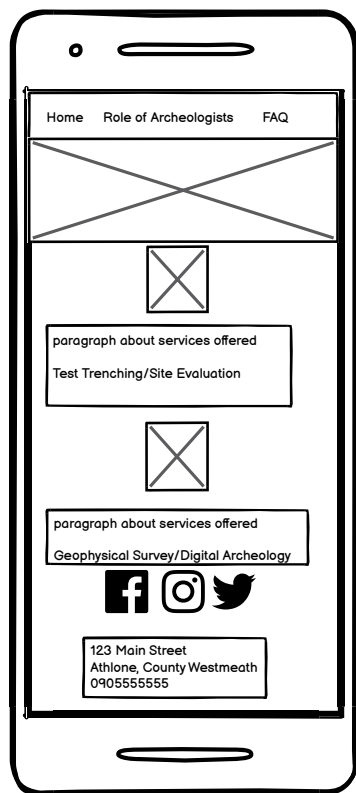 Home Role of Archeologists FAQ
paragraph about services offered
Test Trenching/Site Evaluation
paragraph about services offered
Geophysical Survey/Digital Archeology
123 Main Street
Athlone, County Westmeath
0905555555